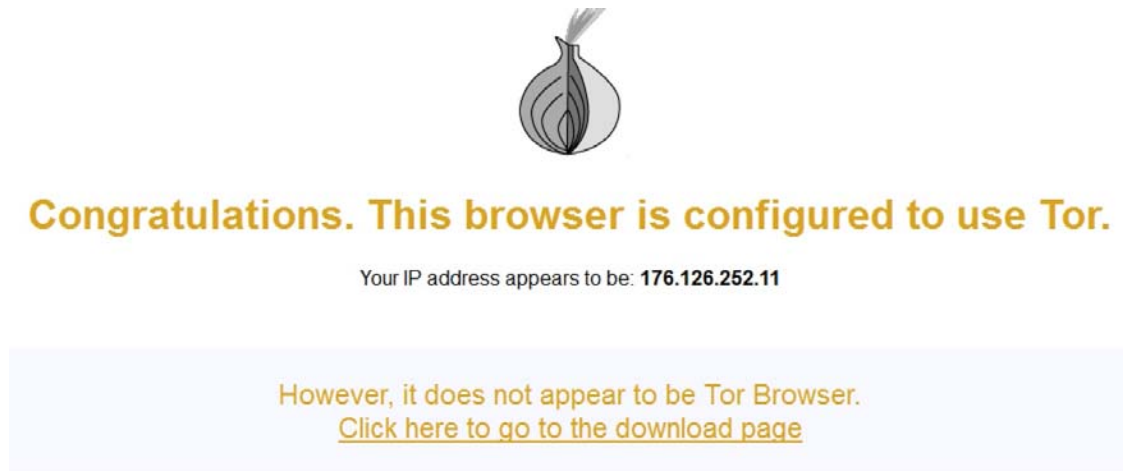 Congratulations. This browser is configured to use Tor.
Your IP address appears to be: 176.126.252.11
However, it does not appear to be Tor Browser.
Click here to go to the download page